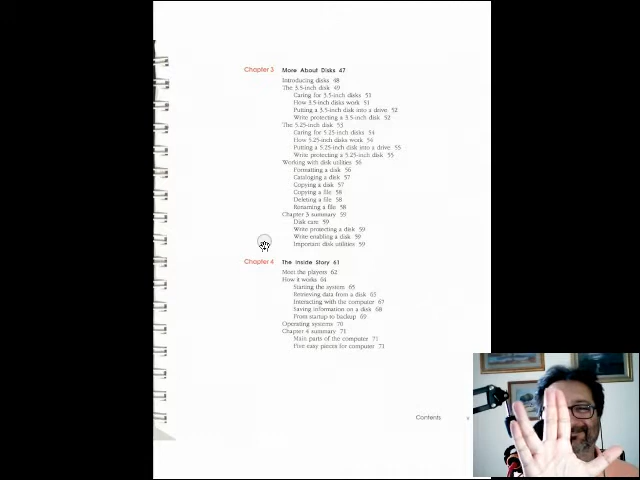 Chapter 3 More About Disks 47
Introducing disks 48
The 3.5-inch disk 49
Caring for 3.5-inch disks 51
How 3.5-inch disks work 51
Putting a 3.5-inch disk into a drive 52
Write protecting a 3.5-inch disk 52
The 5.25-inch disk 53
Caring for 5.25-inch disks 54
How 5.25-inch disks work 54
Putting a 5.25-inch disk into a drive 55
Write protecting a 5.25-inch disk 55
Working with disk utilities 56
Formatting a disk 56
Cataloging a disk 57
Copying a disk 57
Copying a file 58
Deleting a file 58
Renaming a file 58
Chapter 3 summary 59
Disk care 59
Write protecting a disk 59
Write enabling a disk 59
Important disk utilities 59
Chapter 4 The Inside Story 61
Meet the players 62
How it works 64
Starting the system 65
Retrieving data from a disk 65
Interacting with the computer 67
Saving information on a disk 68
From startup to backup 69
Operating systems 70
Chapter 4 summary 71
Main parts of the computer 71
Five easy pieces for computer 71
Contents